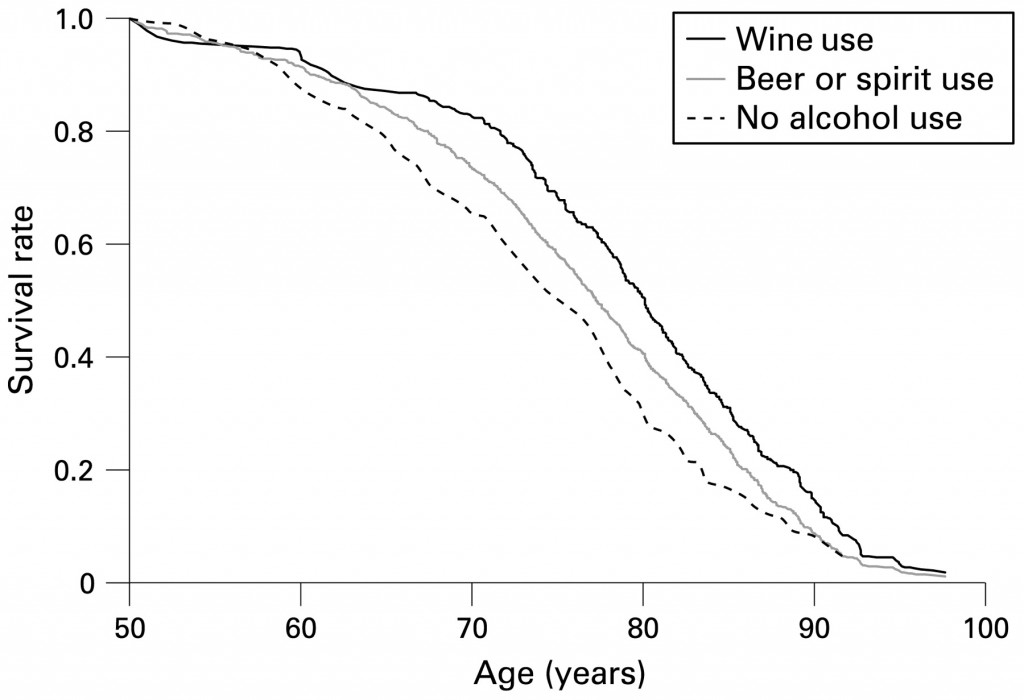 Wine use
Beer or spirit use
No alcohol use
Survival rate
1.0
0.8
0.6
0.4
0.2
0
50 60 70 80 90 100
Age (years)